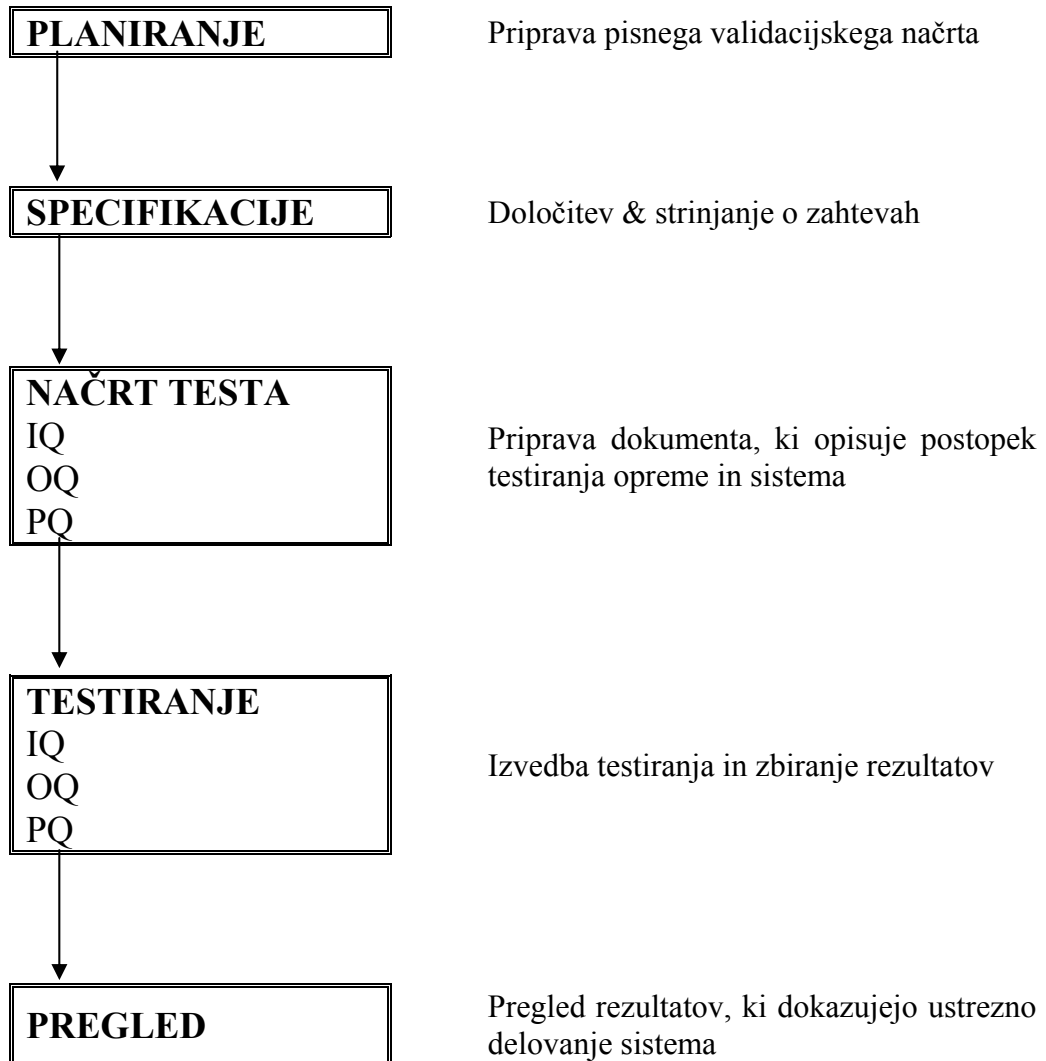 PLANIRANJE
Priprava pisnega validacijskega načrta
SPECIFIKACIJE
Določitev & strinjanje o zahtevah
NAČRT TESTA
IQ
OQ
PQ
Priprava dokumenta, ki opisuje postopek
testiranja opreme in sistema
TESTIRANJE
IQ
OQ
PQ
Izvedba testiranja in zbiranje rezultatov
PREGLED
Pregled rezultatov, ki dokazujejo ustrezno
delovanje sistema